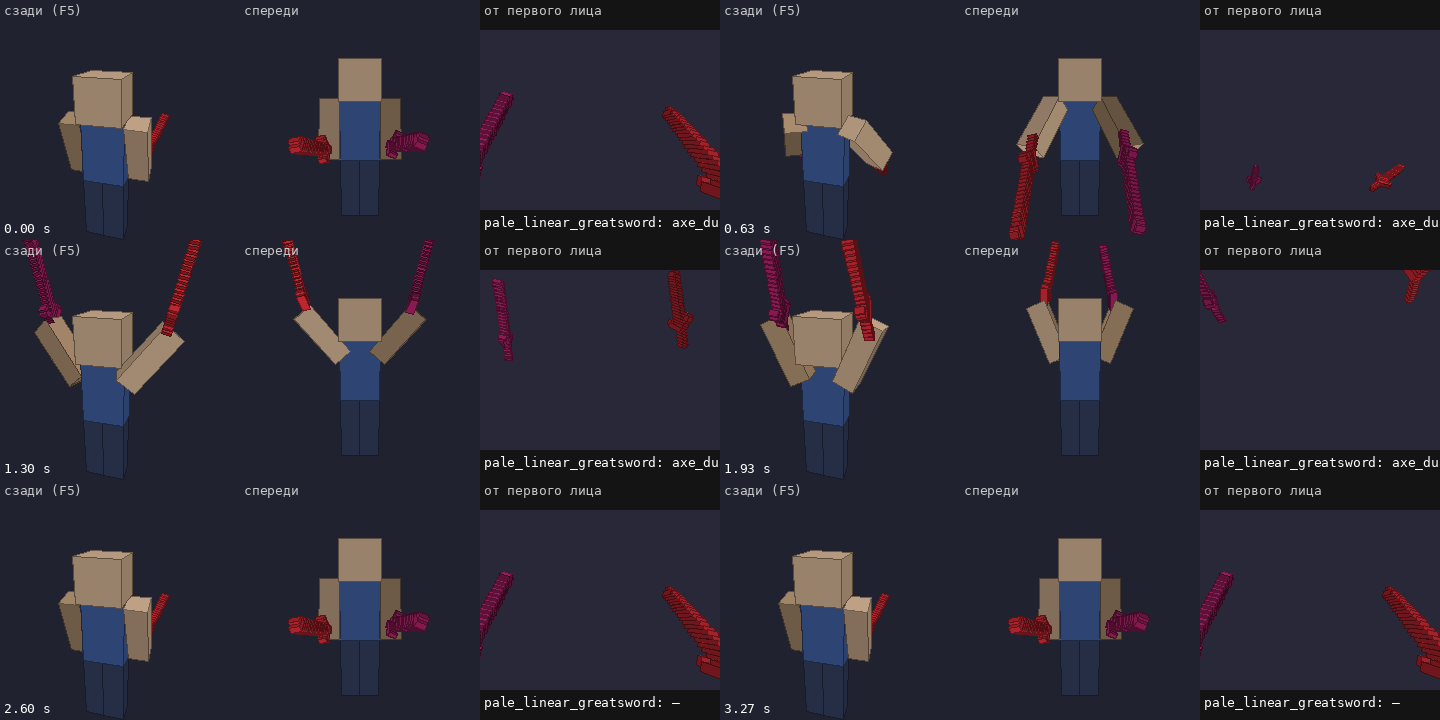 сзади (F5) спереди от первого лица сзади (F5) спереди от первого лица
0.00 s pale_linear_greatsword: axe_du 0.63 s pale_linear_greatsword: axe_du
сзади (F5) спереди от первого лица сзади (F5) спереди от первого лица
1.30 s pale_linear_greatsword: axe_du 1.93 s pale_linear_greatsword: axe_du
сзади (F5) спереди от первого лица сзади (F5) спереди от первого лица
2.60 s pale_linear_greatsword: — 3.27 s pale_linear_greatsword: —